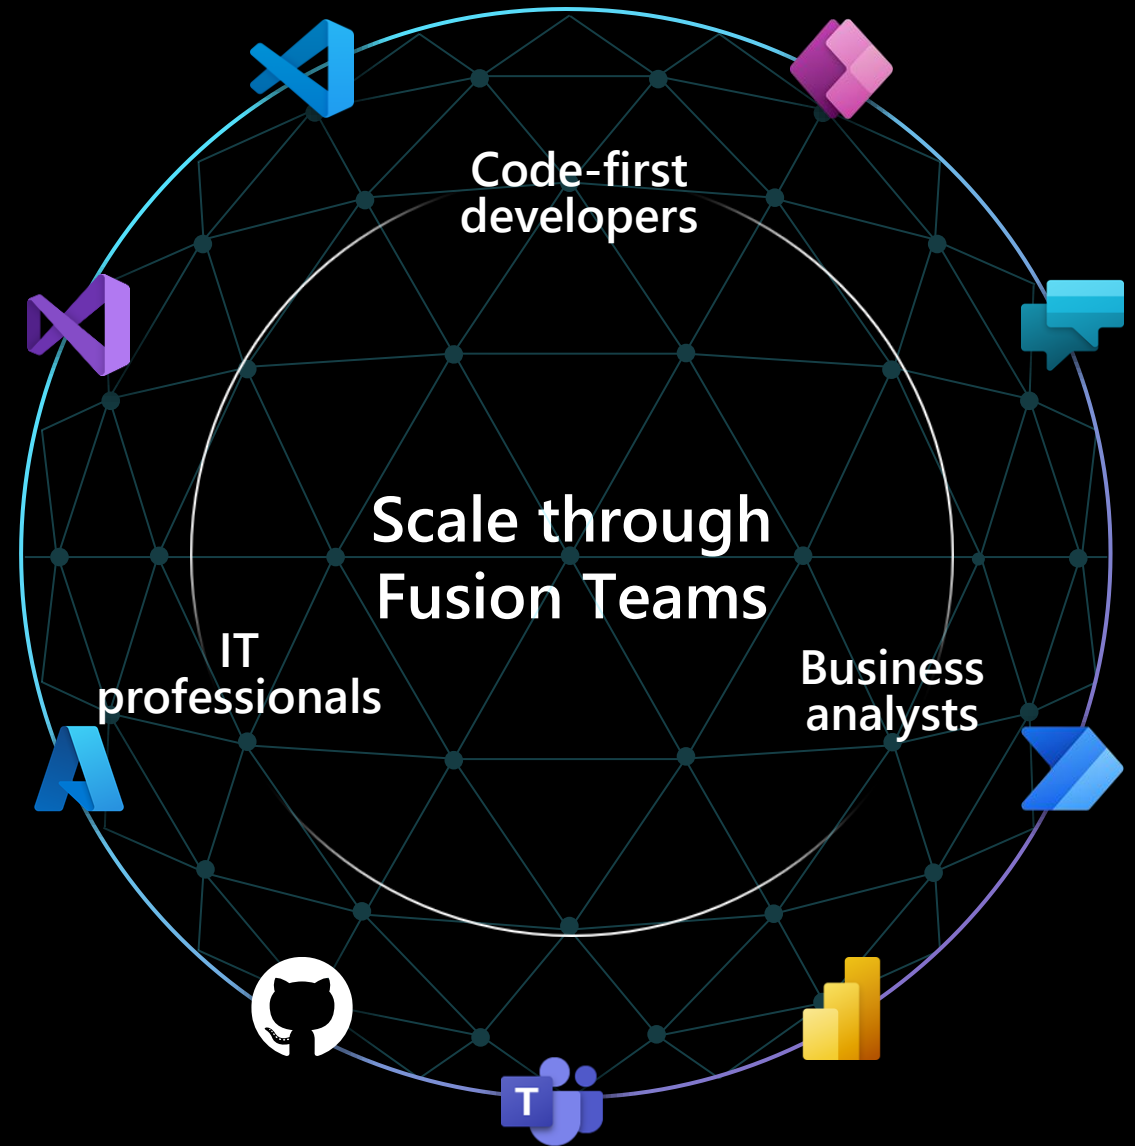 Code-first
developers
Scale through
Fusion Teams
IT
professionals
Business
analysts
T